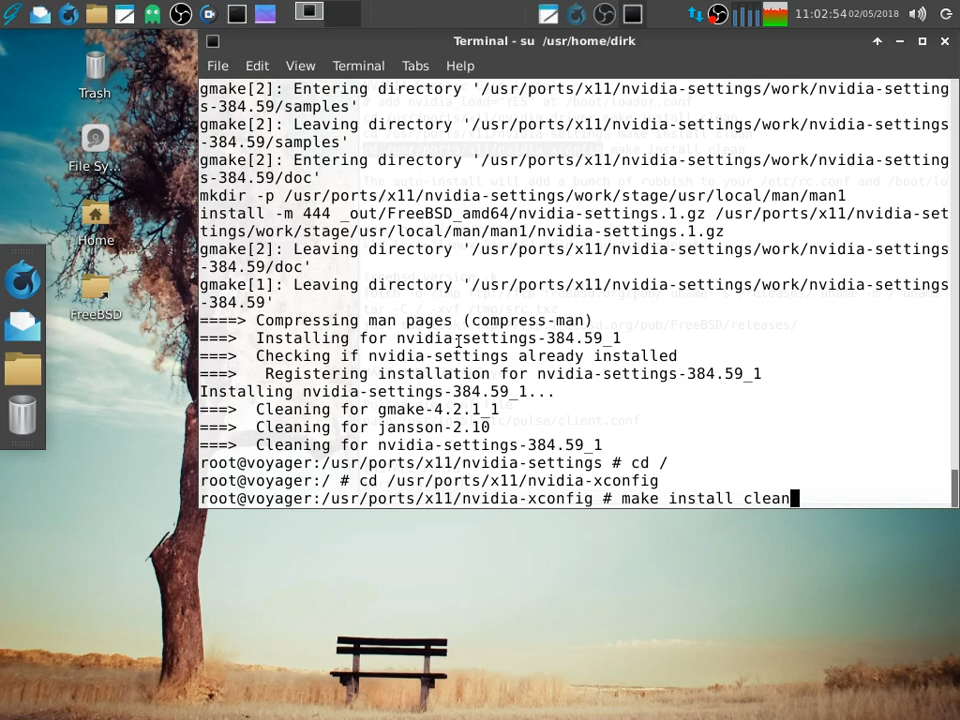 11:02:54 02/05/2018
Terminal - su /usr/home/dirk
File Edit View Terminal Tabs Help
gmake[2]: Entering directory '/usr/ports/x11/nvidia-settings/work/nvidia-setting
s-384.59/samples'
gmake[2]: Leaving directory '/usr/ports/x11/nvidia-settings/work/nvidia-settings
-384.59/samples'
gmake[2]: Entering directory '/usr/ports/x11/nvidia-settings/work/nvidia-setting
s-384.59/doc'
mkdir -p /usr/ports/x11/nvidia-settings/work/stage/usr/local/man/man1
install -m 444 _out/FreeBSD_amd64/nvidia-settings.1.gz /usr/ports/x11/nvidia-set
tings/work/stage/usr/local/man/man1/nvidia-settings.1.gz
gmake[2]: Leaving directory '/usr/ports/x11/nvidia-settings/work/nvidia-settings
-384.59/doc'
gmake[1]: Leaving directory '/usr/ports/x11/nvidia-settings/work/nvidia-settings
-384.59'
====> Compressing man pages (compress-man)
===>  Installing for nvidia-settings-384.59_1
===>  Checking if nvidia-settings already installed
===>   Registering installation for nvidia-settings-384.59_1
Installing nvidia-settings-384.59_1...
===>  Cleaning for gmake-4.2.1_1
===>  Cleaning for jansson-2.10
===>  Cleaning for nvidia-settings-384.59_1
root@voyager:/usr/ports/x11/nvidia-settings # cd /
root@voyager:/ # cd /usr/ports/x11/nvidia-xconfig
root@voyager:/usr/ports/x11/nvidia-xconfig # make install clean
Trash
File Sy...
Home
FreeBSD